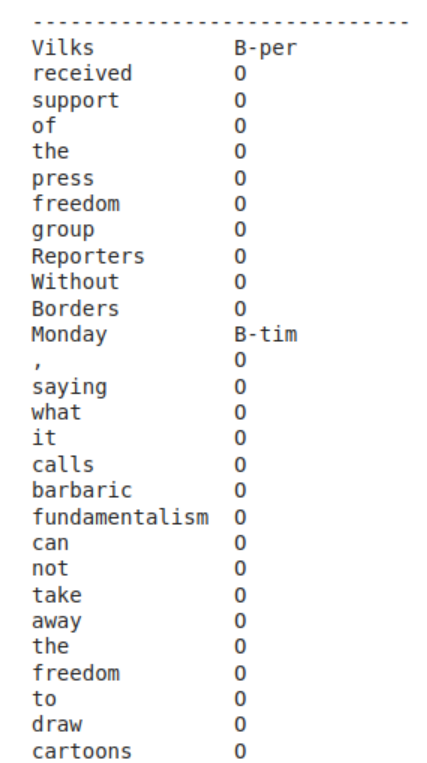 ------------------------------
Vilks B-per
received O
support O
of O
the O
press O
freedom O
group O
Reporters O
Without O
Borders O
Monday B-tim
, O
saying O
what O
it O
calls O
barbaric O
fundamentalism O
can O
not O
take O
away O
the O
freedom O
to O
draw O
cartoons O